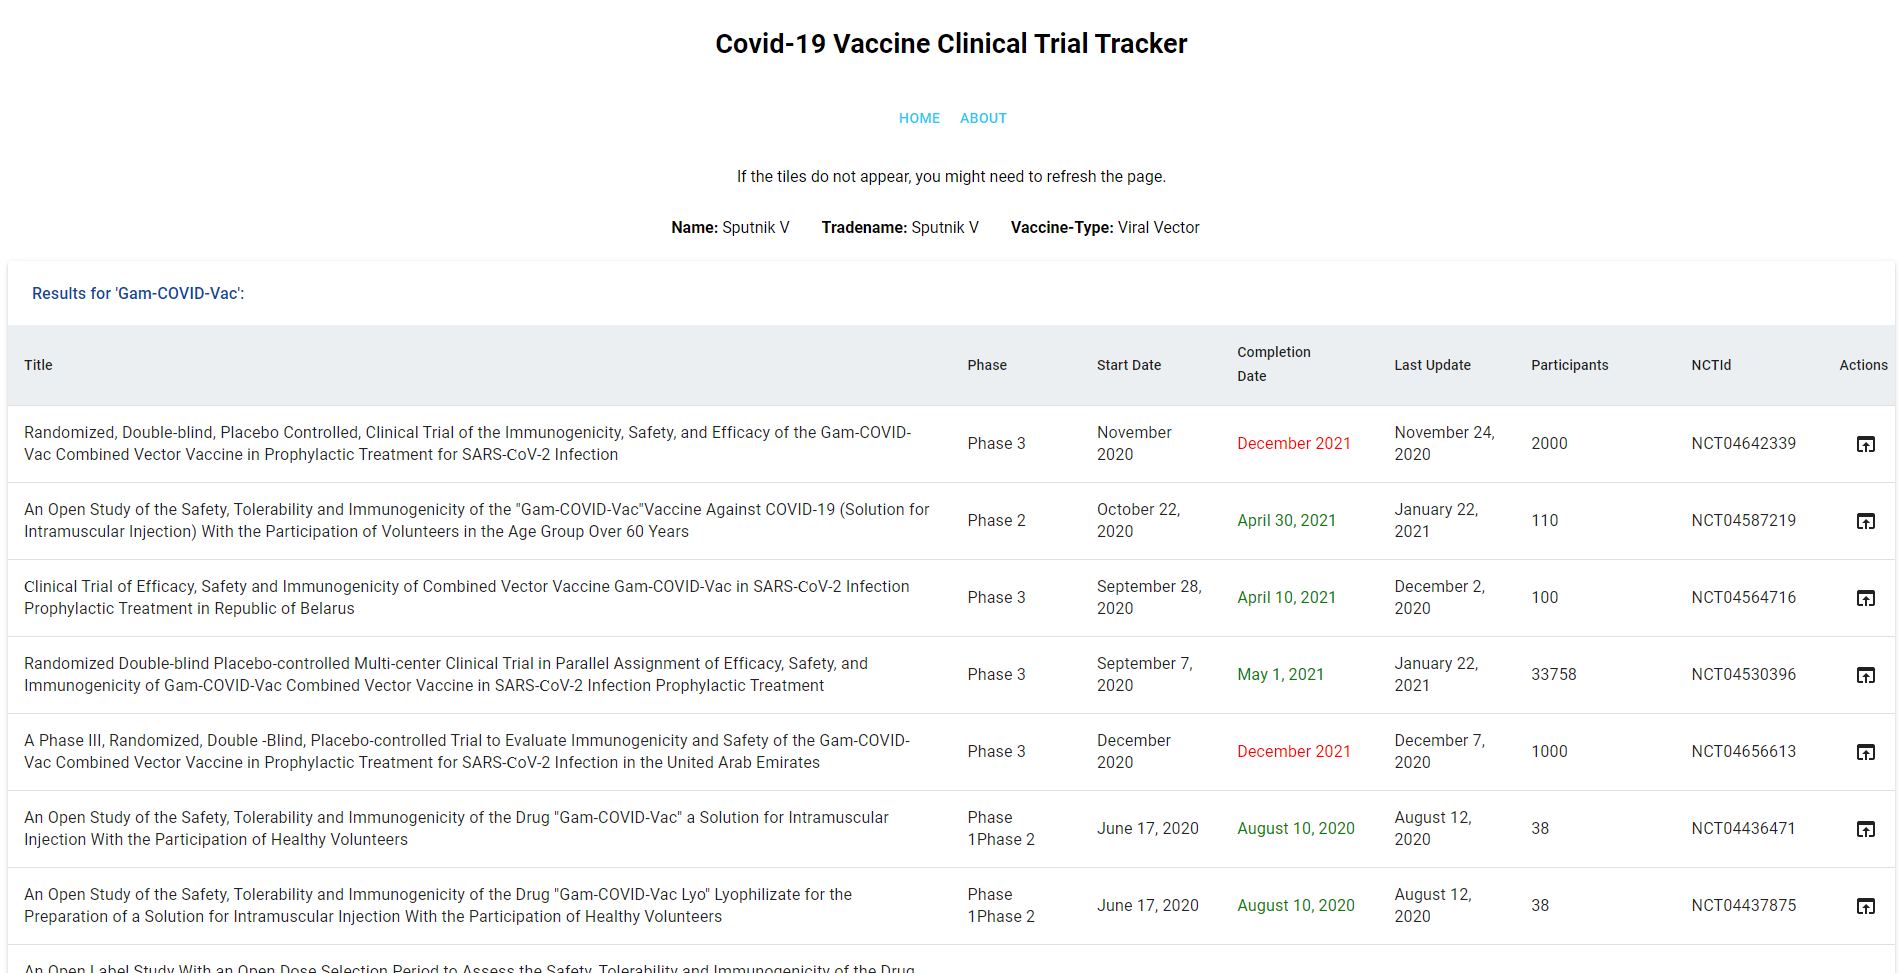 Covid-19 Vaccine Clinical Trial Tracker
HOME ABOUT
If the tiles do not appear, you might need to refresh the page.
Name: Sputnik V Tradename: Sputnik V Vaccine-Type: Viral Vector
Results for 'Gam-COVID-Vac':
Title Phase Start Date Completion Date Last Update Participants NCTId Actions
Randomized, Double-blind, Placebo Controlled, Clinical Trial of the Immunogenicity, Safety, and Efficacy of the Gam-COVID-
Vac Combined Vector Vaccine in Prophylactic Treatment for SARS-CoV-2 Infection
Phase 3
November
2020
December 2021
November 24,
2020
2000
NCT04642339
An Open Study of the Safety, Tolerability and Immunogenicity of the "Gam-COVID-Vac"Vaccine Against COVID-19 (Solution for
Intramuscular Injection) With the Participation of Volunteers in the Age Group Over 60 Years
Phase 2
October 22,
2020
April 30, 2021
January 22,
2021
110
NCT04587219
Clinical Trial of Efficacy, Safety and Immunogenicity of Combined Vector Vaccine Gam-COVID-Vac in SARS-CoV-2 Infection
Prophylactic Treatment in Republic of Belarus
Phase 3
September 28,
2020
April 10, 2021
December 2,
2020
100
NCT04564716
Randomized Double-blind Placebo-controlled Multi-center Clinical Trial in Parallel Assignment of Efficacy, Safety, and
Immunogenicity of Gam-COVID-Vac Combined Vector Vaccine in SARS-CoV-2 Infection Prophylactic Treatment
Phase 3
September 7,
2020
May 1, 2021
January 22,
2021
33758
NCT04530396
A Phase III, Randomized, Double -Blind, Placebo-controlled Trial to Evaluate Immunogenicity and Safety of the Gam-COVID-
Vac Combined Vector Vaccine in Prophylactic Treatment for SARS-CoV-2 Infection in the United Arab Emirates
Phase 3
December
2020
December 2021
December 7,
2020
1000
NCT04656613
An Open Study of the Safety, Tolerability and Immunogenicity of the Drug "Gam-COVID-Vac" a Solution for Intramuscular
Injection With the Participation of Healthy Volunteers
Phase
1Phase 2
June 17, 2020
August 10, 2020
August 12,
2020
38
NCT04436471
An Open Study of the Safety, Tolerability and Immunogenicity of the Drug "Gam-COVID-Vac Lyo" Lyophilizate for the
Preparation of a Solution for Intramuscular Injection With the Participation of Healthy Volunteers
Phase
1Phase 2
June 17, 2020
August 10, 2020
August 12,
2020
38
NCT04437875
An Open Label Study With an Open Dose Selection Period to Assess the Safety, Tolerability and Immunogenicity of the Drug